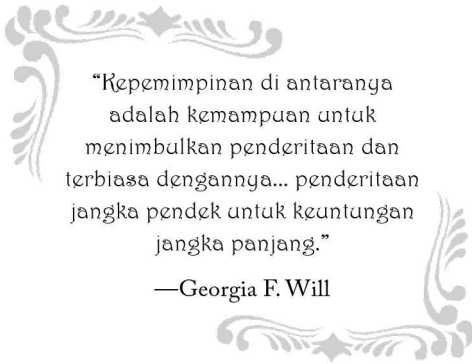 “Kepemimpinan di antaranya
adalah kemampuan untuk
menimbulkan penderitaan dan
terbiasa dengannya... penderitaan
jangka pendek untuk keuntungan
jangka panjang.”
—Georgia F. Will